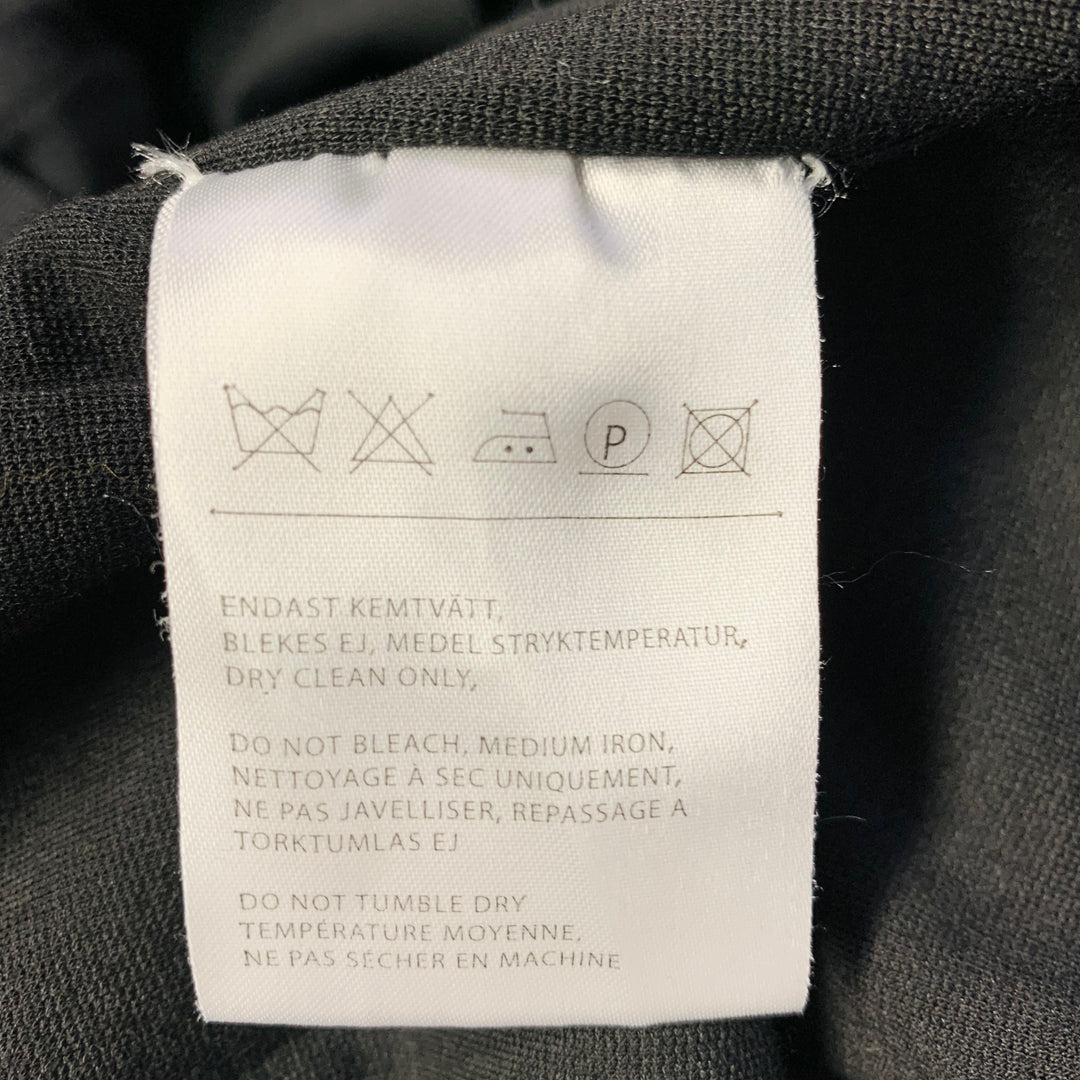 P
ENDAST KEMTVÄTT,
BLEKES EJ, MEDEL STRYKTEMPERATUR,
DRY CLEAN ONLY,
DO NOT BLEACH, MEDIUM IRON,
NETTOYAGE À SEC UNIQUEMENT,
NE PAS JAVELLISER, REPASSAGE A
TORKTUMLAS EJ
DO NOT TUMBLE DRY
TEMPÉRATURE MOYENNE,
NE PAS SÉCHER EN MACHINE